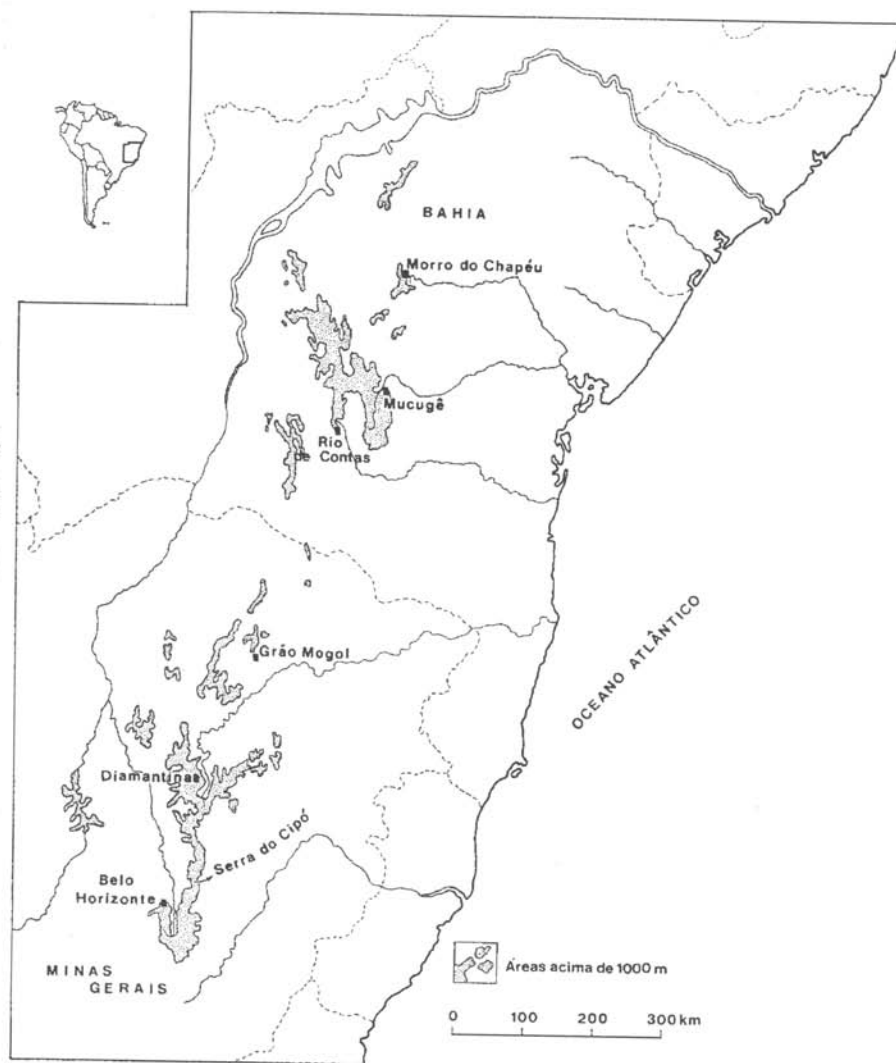 BAHIA
Morro do Chapéu
Mucugê
Rio
de Contas
Grão Mogol
OCEANO ATLÂNTICO
Diamantina
Serra do Cipó
Belo
Horizonte
MINAS
GERAIS
Áreas acima de 1000 m
0 100 200 300 km